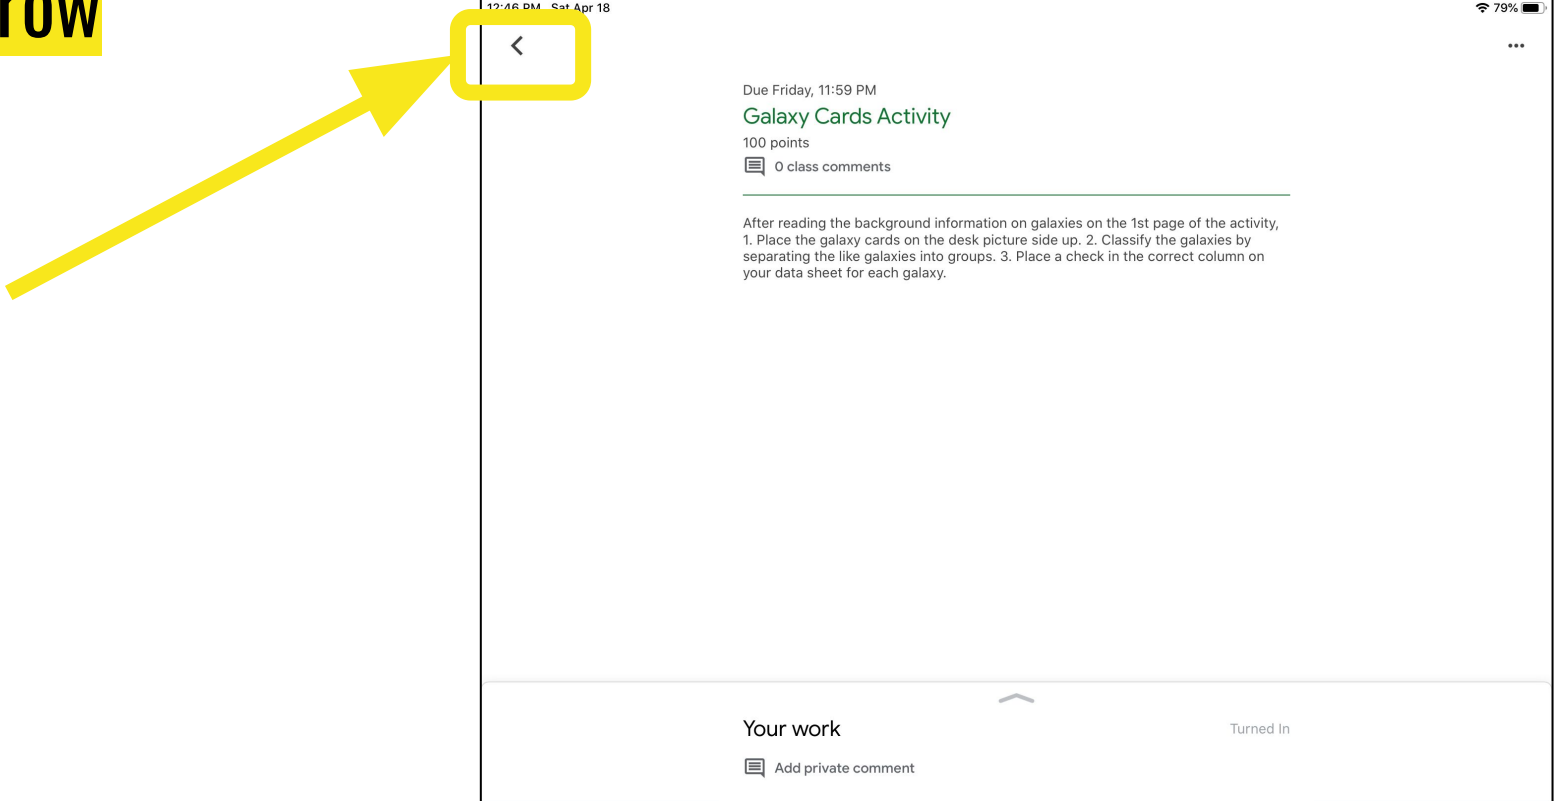 row
12:46 PM Sat Apr 18
79%
Due Friday, 11:59 PM
Galaxy Cards Activity
100 points
0 class comments
After reading the background information on galaxies on the 1st page of the activity,
1. Place the galaxy cards on the desk picture side up. 2. Classify the galaxies by
separating the like galaxies into groups. 3. Place a check in the correct column on
your data sheet for each galaxy.
Your work
Turned In
Add private comment